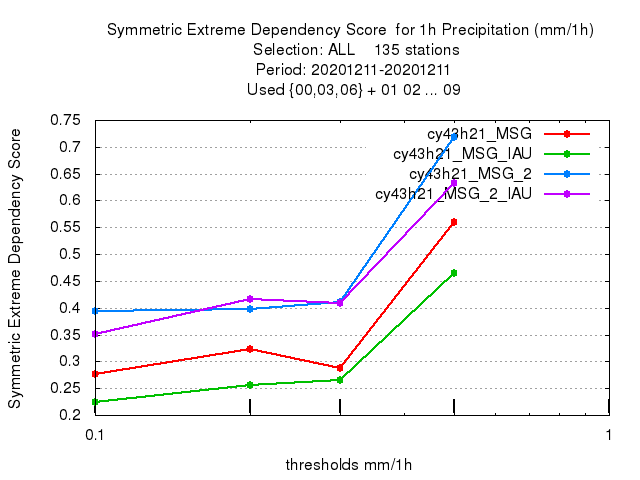 Symmetric Extreme Dependency Score for 1h Precipitation (mm/1h)
Selection: ALL 135 stations
Period: 20201211-20201211
Used {00,03,06} + 01 02 ... 09
Symmetric Extreme Dependency Score
0.75
0.7
0.65
0.6
0.55
0.5
0.45
0.4
0.35
0.3
0.25
0.2
cy43h21_MSG
cy43h21_MSG_IAU
cy43h21_MSG_2
cy43h21_MSG_2_IAU
0.1
1
thresholds mm/1h